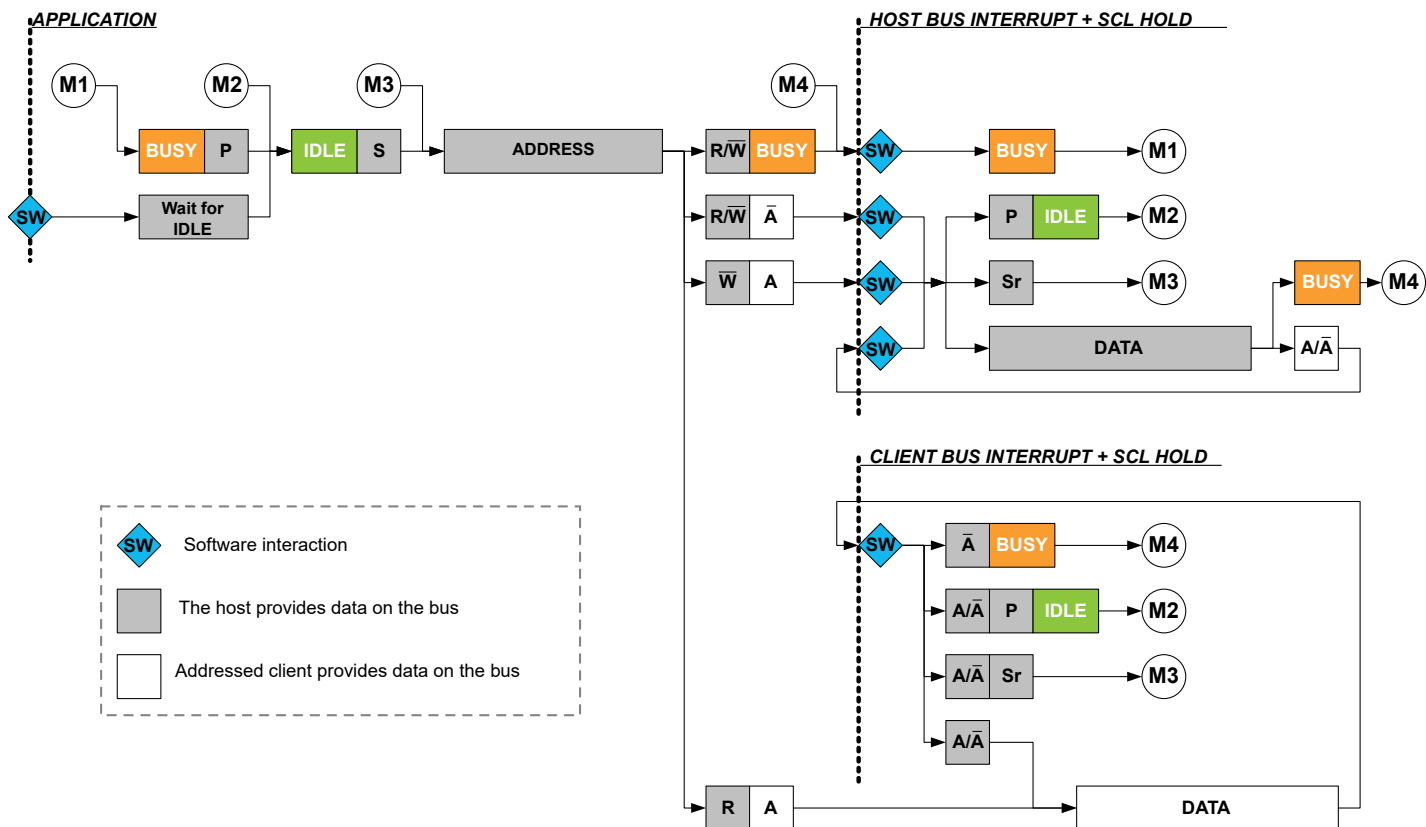 APPLICATION
HOST BUS INTERRUPT + SCL HOLD
M1
M2
M3
M4
BUSY P
IDLE S
ADDRESS
R/W̅ BUSY
SW
BUSY
M1
SW
Wait for
IDLE
R/W̅ A̅
SW
P IDLE
M2
W̅ A
SW
Sr
M3
BUSY
M4
SW
DATA
A/A̅
CLIENT BUS INTERRUPT + SCL HOLD
SW
A̅ BUSY
M4
A/A̅ P IDLE
M2
A/A̅ Sr
M3
A/A̅
R A
DATA
SW Software interaction
The host provides data on the bus
Addressed client provides data on the bus